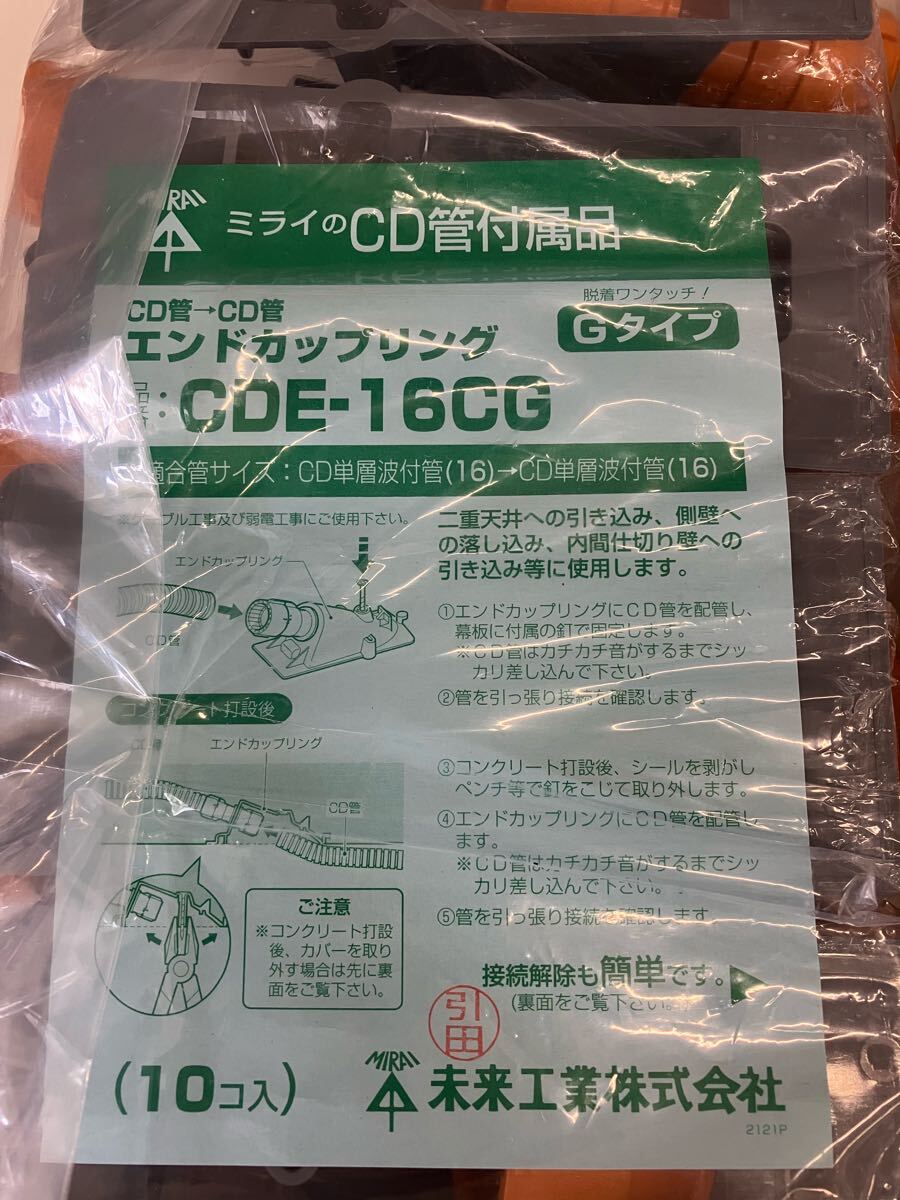 MIRAI
ミライのCD管付属品
CD管→CD管
エンドカップリング
脱着ワンタッチ！
Gタイプ
品番：CDE-16CG
適合管サイズ：CD単層波付管(16)→CD単層波付管(16)
※ケーブル工事及び弱電工事にご使用下さい。
エンドカップリング
CD管
二重天井への引き込み、側壁へ
の落し込み、内間仕切り壁への
引き込み等に使用します。
①エンドカップリングにCD管を配管し、
幕板に付属の釘で固定します。
※CD管はカチカチ音がするまでシッ
カリ差し込んで下さい。
②管を引っ張り接続を確認します。
コンクリート打設後
CD管
エンドカップリング
CD管
③コンクリート打設後、シールを剥がし
ペンチ等で釘をこじて取り外します。
④エンドカップリングにCD管を配管し
ます。
※CD管はカチカチ音がするまでシッ
カリ差し込んで下さい。
⑤管を引っ張り接続を確認します。
ご注意
※コンクリート打設
後、カバーを取り
外す場合は先に裏
面をご覧下さい。
接続解除も簡単です。
(裏面をご覧下さい。)
引田
(10コ入)
MIRAI
未来工業株式会社
2121P